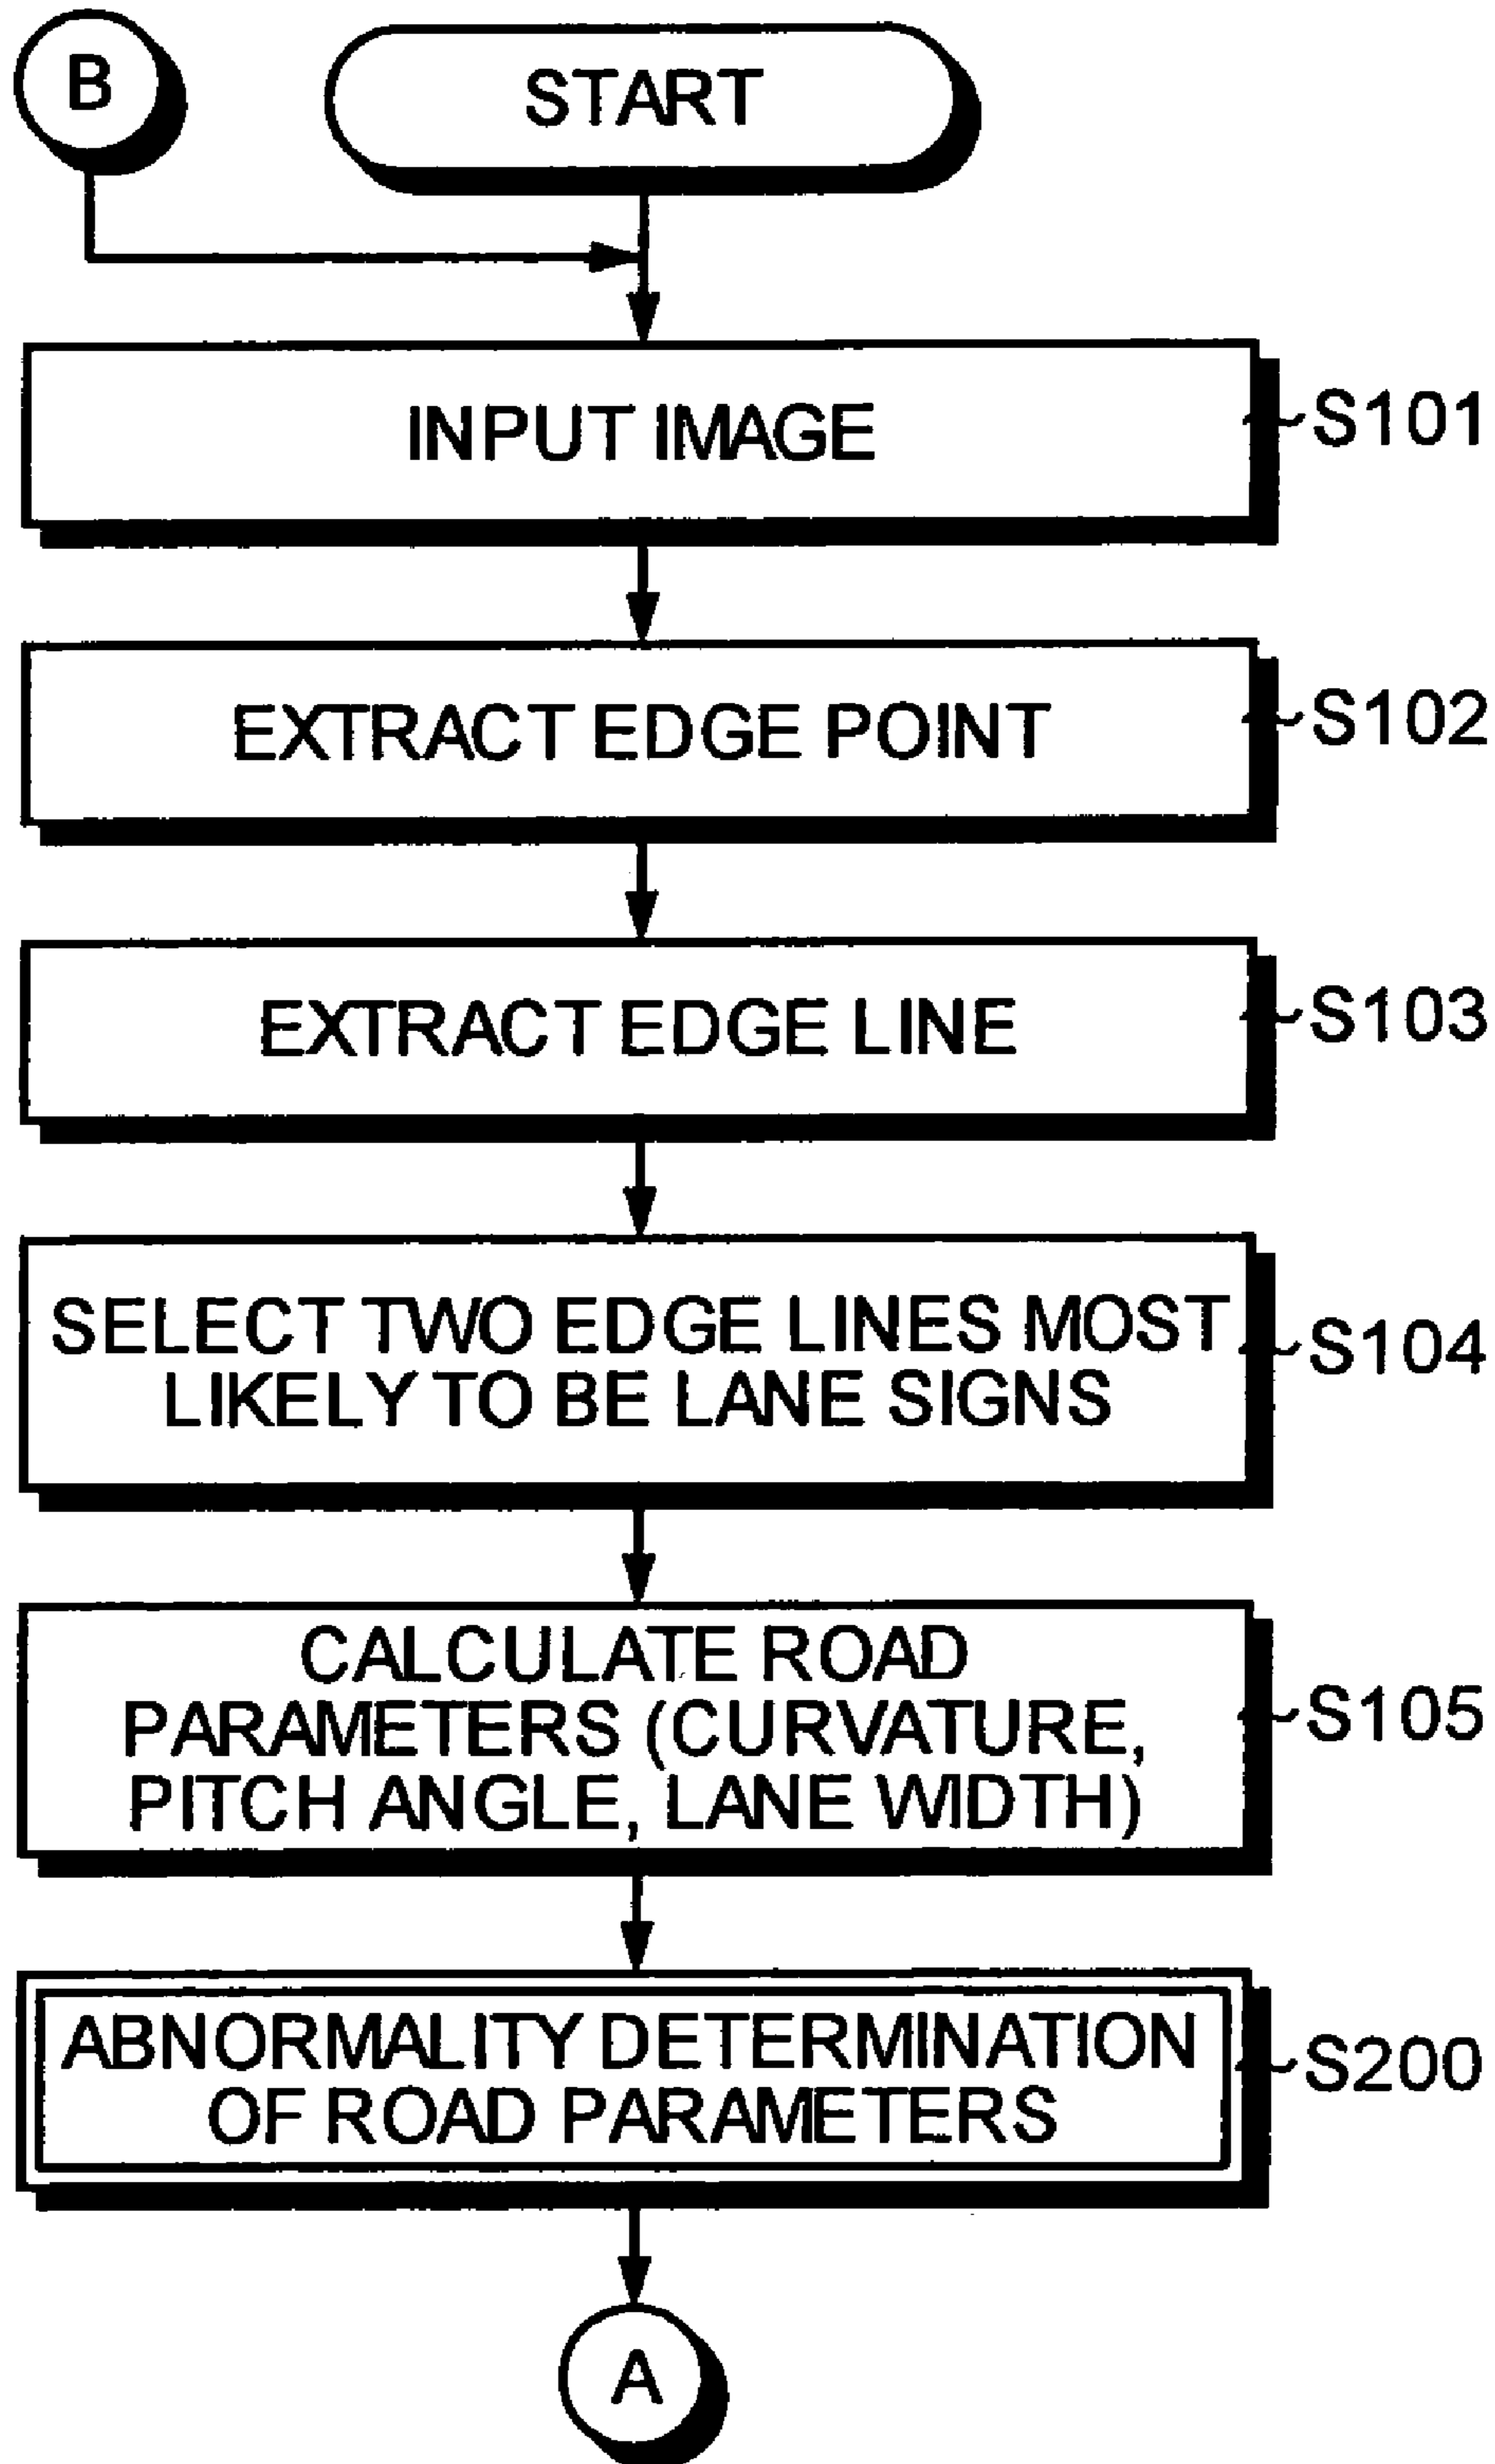 B
START
INPUT IMAGE
S101
EXTRACT EDGE POINT
S102
EXTRACT EDGE LINE
S103
SELECT TWO EDGE LINES MOST
LIKELY TO BE LANE SIGNS
S104
CALCULATE ROAD
PARAMETERS (CURVATURE,
PITCH ANGLE, LANE WIDTH)
S105
ABNORMALITY DETERMINATION
OF ROAD PARAMETERS
S200
A